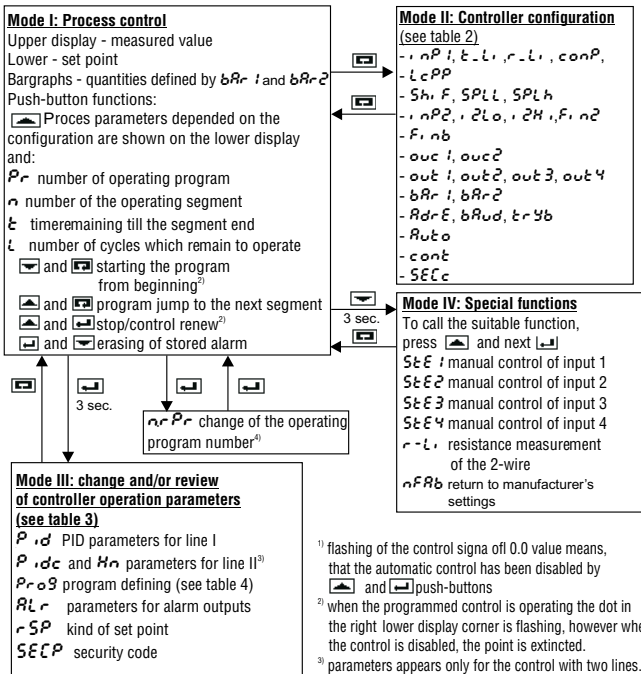 Mode I: Process control
Upper display - measured value
Lower - set point
Bargraphs - quantities defined by bAr 1 and bAr2
Push-button functions:
Proces parameters depended on the
configuration are shown on the lower display
and:
Pr number of operating program
n number of the operating segment
t timeremaining till the segment end
L number of cycles which remain to operate
and starting the program
from beginning2)
and program jump to the next segment
and stop/control renew2)
and erasing of stored alarm
3 sec.
n.rPr change of the operating
program number4)
Mode II: Controller configuration
(see table 2)
- inP1, t_Li, r_Li, conP,
- LcPP
- ShiF, SPLL, SPLh
- inP2, i2Lo, i2Hi, Fin2
- Finb
- ouc1, ouc2
- out1, out2, out3, out4
- bAr1, bAr2
- AdrE, bAud, trYb
- Auto
- cont
- SECc
3 sec.
Mode IV: Special functions
To call the suitable function,
press and next
StE1 manual control of input 1
StE2 manual control of input 2
StE3 manual control of input 3
StE4 manual control of input 4
r-Li resistance measurement
of the 2-wire
nFAb return to manufacturer's
settings
Mode III: change and/or review
of controller operation parameters
(see table 3)
Pid PID parameters for line I
Pidc and Hn parameters for line II3)
Pro9 program defining (see table 4)
ALr parameters for alarm outputs
rSP kind of set point
SECP security code
1) flashing of the control signa ofl 0.0 value means,
that the automatic control has been disabled by
and push-buttons
2) when the programmed control is operating the dot in
the right lower display corner is flashing, however whe
the control is disabled, the point is extincted.
3) parameters appears only for the control with two lines.